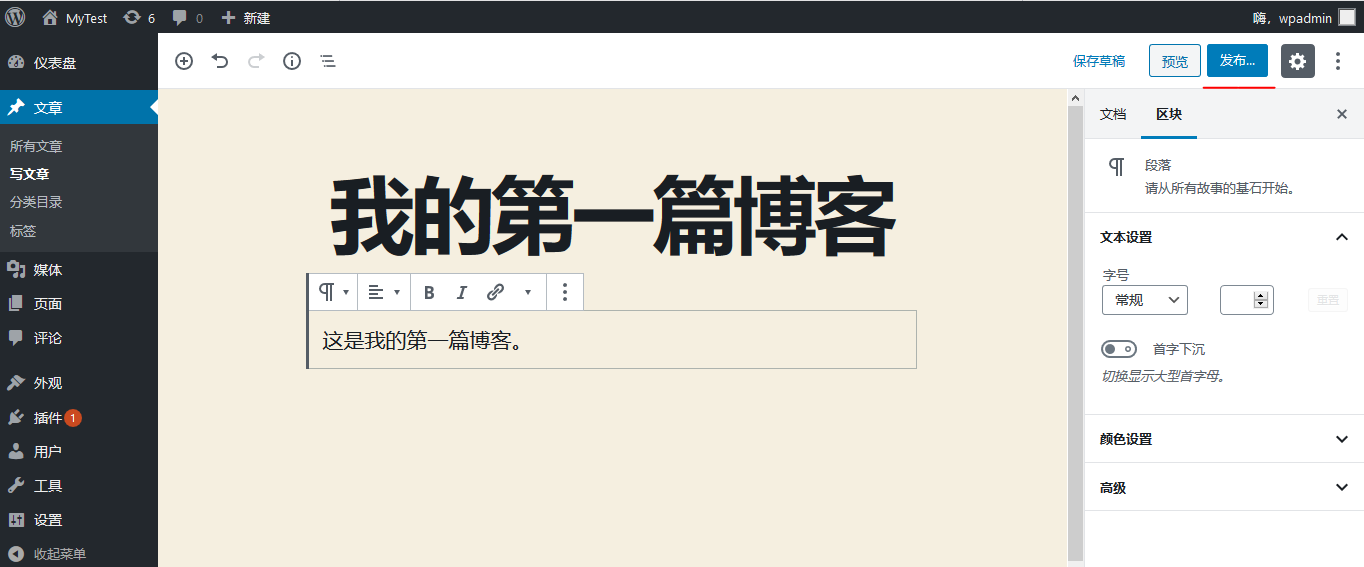 MyTest 6 0 新建 嗨，wpadmin
仪表盘
文章
所有文章
写文章
分类目录
标签
媒体
页面
评论
外观
插件 1
用户
工具
设置
收起菜单
保存草稿 预览 发布...
我的第一篇博客
B I
这是我的第一篇博客。
文档 区块
段落
请从所有故事的基石开始。
文本设置
字号
常规 重置
首字下沉
切换显示大型首字母。
颜色设置
高级